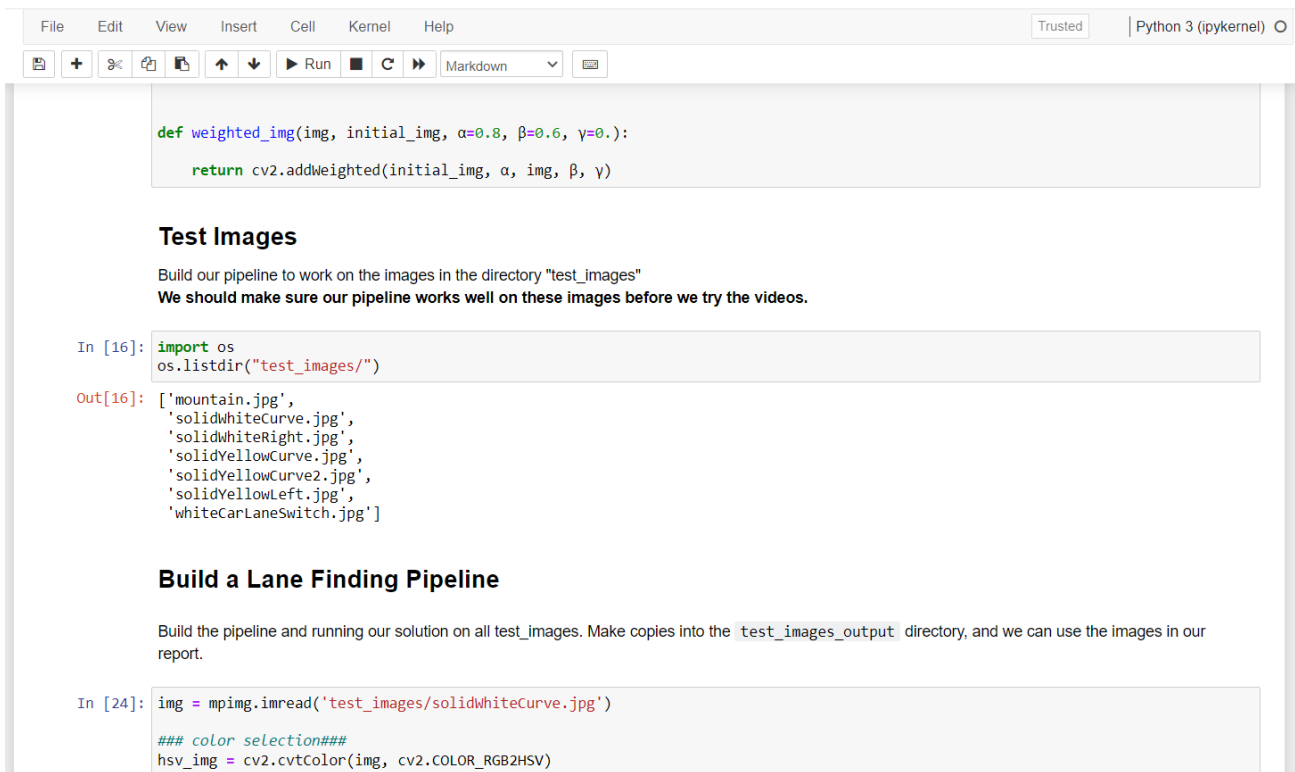 File Edit View Insert Cell Kernel Help Trusted Python 3 (ipykernel)
Run Markdown
def weighted_img(img, initial_img, α=0.8, β=0.6, γ=0.):
return cv2.addWeighted(initial_img, α, img, β, γ)
Test Images
Build our pipeline to work on the images in the directory "test_images"
We should make sure our pipeline works well on these images before we try the videos.
In [16]: import os
os.listdir("test_images/")
Out[16]: ['mountain.jpg',
'solidWhiteCurve.jpg',
'solidWhiteRight.jpg',
'solidYellowCurve.jpg',
'solidYellowCurve2.jpg',
'solidYellowLeft.jpg',
'whiteCarLaneSwitch.jpg']
Build a Lane Finding Pipeline
Build the pipeline and running our solution on all test_images. Make copies into the test_images_output directory, and we can use the images in our
report.
In [24]: img = mpimg.imread('test_images/solidWhiteCurve.jpg')
### color selection###
hsv_img = cv2.cvtColor(img, cv2.COLOR_RGB2HSV)